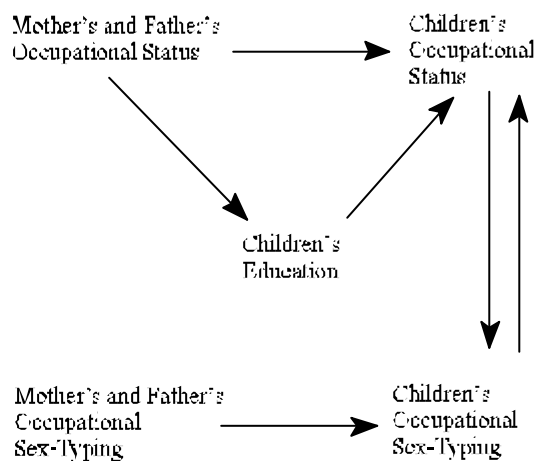 Mother's and Father's
Occupational Status
Children's
Occupational
Status
Children's
Education
Mother's and Father's
Occupational
Sex-Typing
Children's
Occupational
Sex-Typing